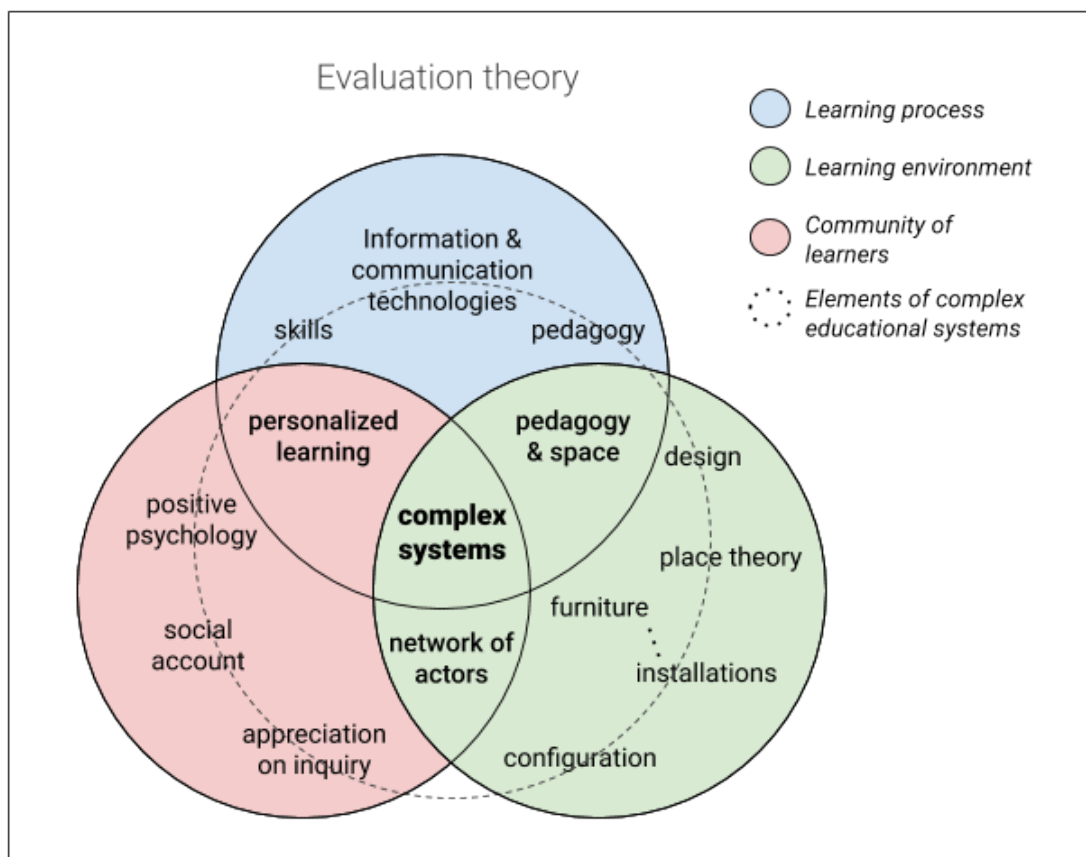 Evaluation theory
Learning process
Learning environment
Community of
learners
Elements of complex
educational systems
Information &
communication
technologies
skills
pedagogy
personalized
learning
pedagogy
& space
design
positive
psychology
complex
systems
place theory
furniture
social
account
network of
actors
installations
appreciation
on inquiry
configuration